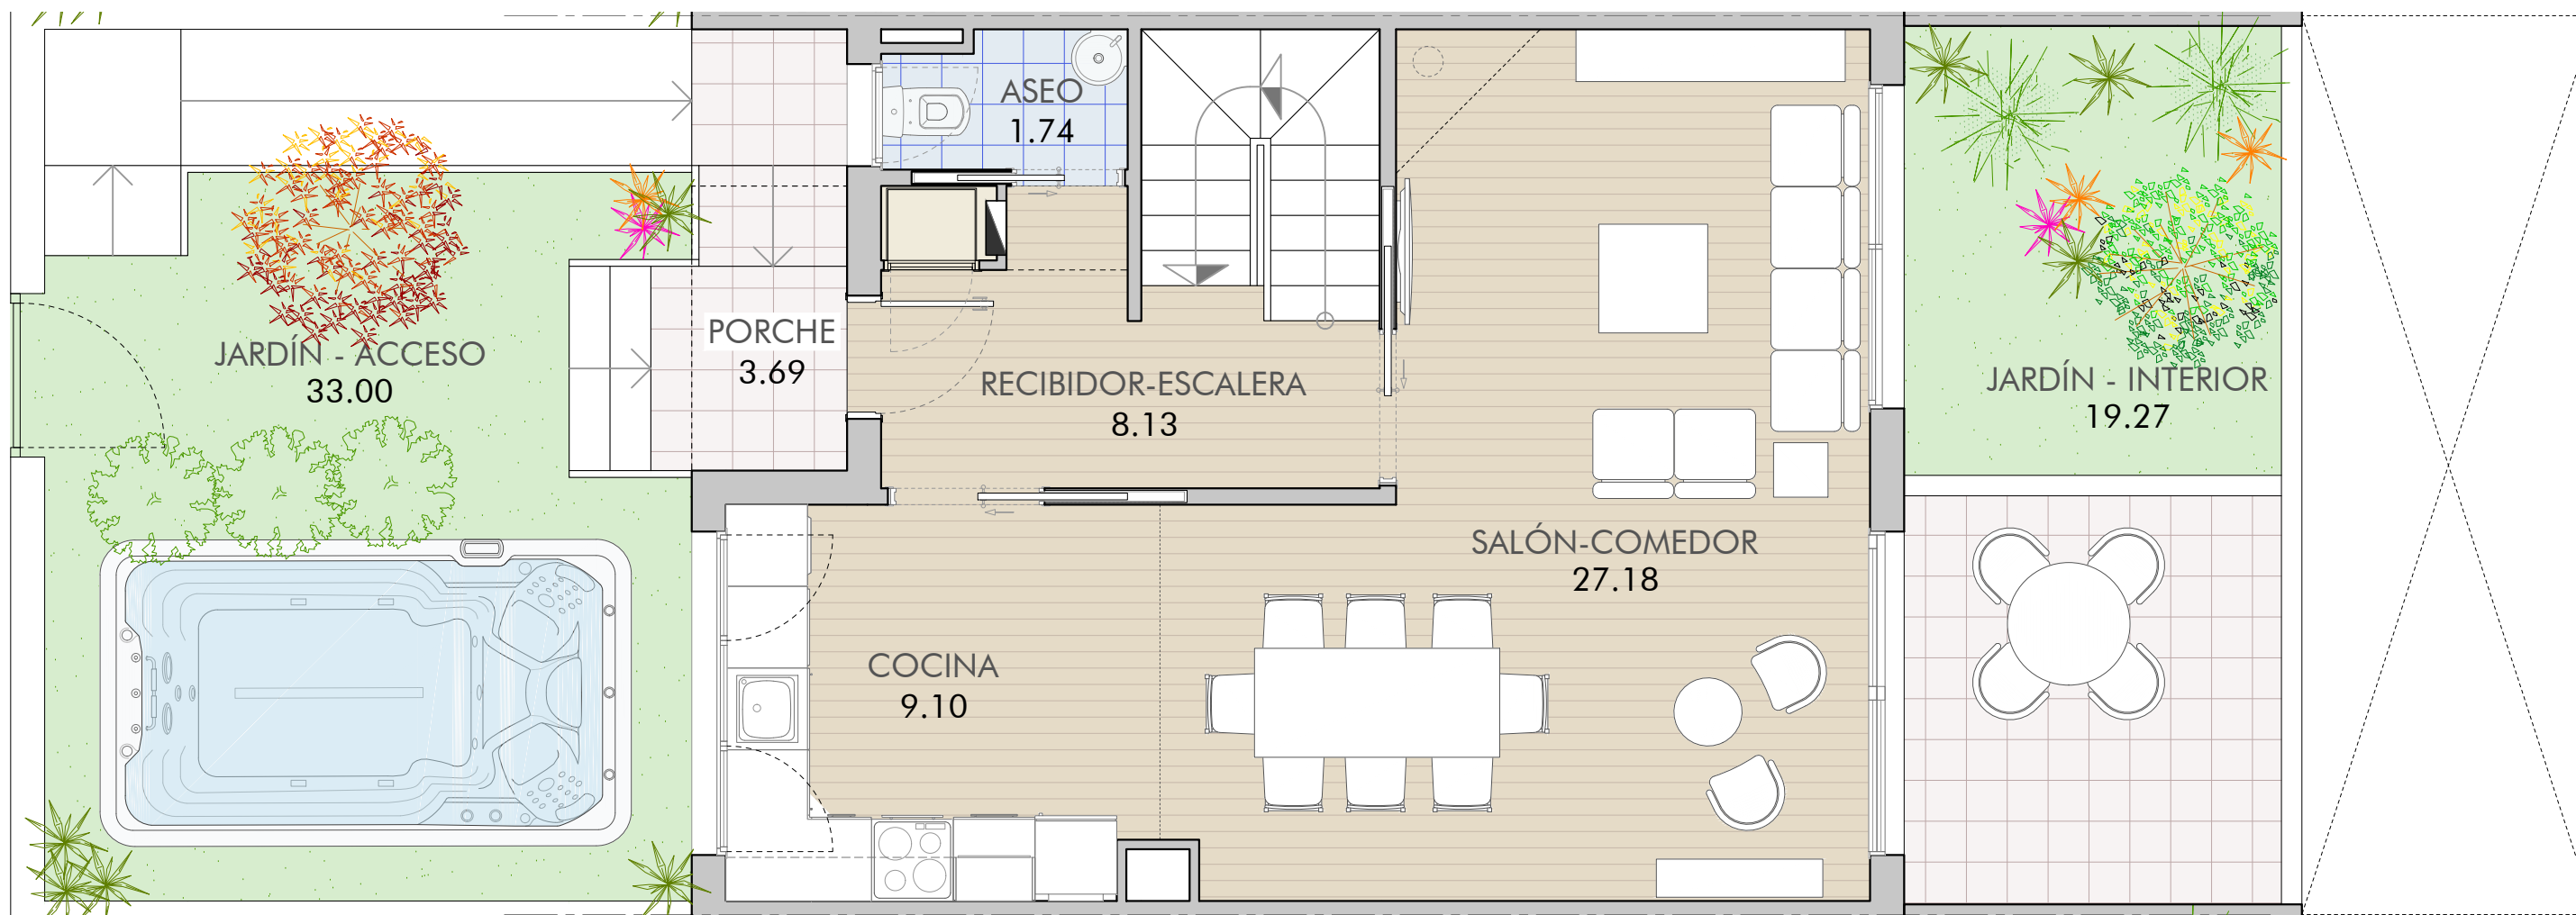 ASEO
1.74
PORCHE
3.69
JARDÍN - ACCESO
33.00
RECIBIDOR-ESCALERA
8.13
JARDÍN - INTERIOR
19.27
SALÓN-COMEDOR
27.18
COCINA
9.10